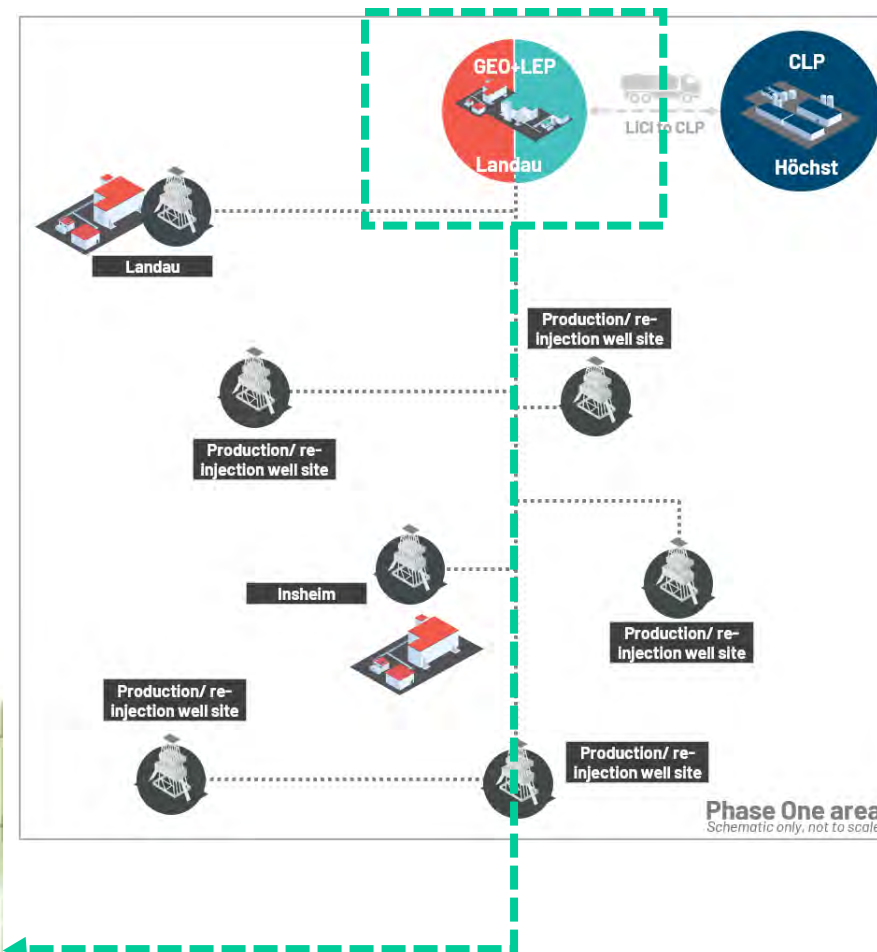 GEO+LEP
Landau
LiCl to CLP
CLP
Höchst
Landau
Production/ re-
injection well site
Production/ re-
injection well site
Insheim
Production/ re-
injection well site
Production/ re-
injection well site
Production/ re-
injection well site
Phase One area
Schematic only, not to scale